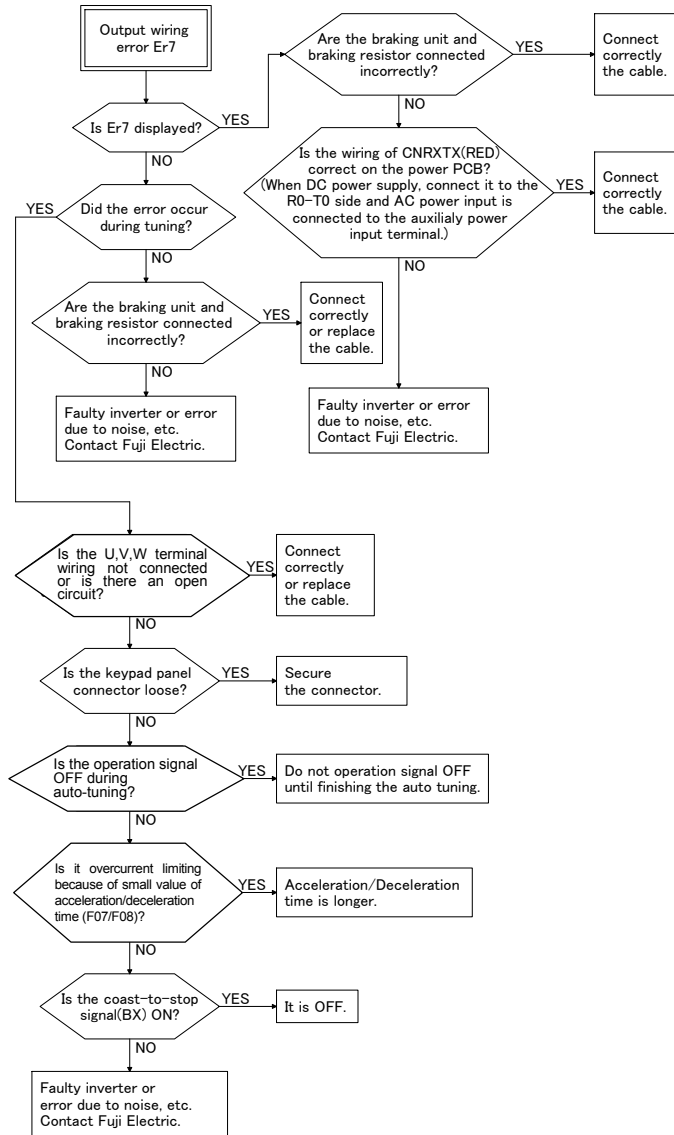 Output wiring
error Er7
Are the braking unit and
braking resistor connected
incorrectly?
YES
Connect
correctly
the cable.
NO
Is Er7 displayed?
YES
NO
Is the wiring of CNRXTX(RED)
correct on the power PCB?
(When DC power supply, connect it to the
R0-T0 side and AC power input is
connected to the auxilialy power
input terminal.)
YES
Connect
correctly
the cable.
NO
YES
Did the error occur
during tuning?
NO
Are the braking unit and
braking resistor connected
incorrectly?
YES
Connect
correctly
or replace
the cable.
NO
Faulty inverter or error
due to noise, etc.
Contact Fuji Electric.
Faulty inverter or error
due to noise, etc.
Contact Fuji Electric.
Is the U,V,W terminal
wiring not connected
or is there an open
circuit?
YES
Connect
correctly
or replace
the cable.
NO
Is the keypad panel
connector loose?
YES
Secure
the connector.
NO
Is the operation signal
OFF during
auto-tuning?
YES
Do not operation signal OFF
until finishing the auto tuning.
NO
Is it overcurrent limiting
because of small value of
acceleration/deceleration
time (F07/F08)?
YES
Acceleration/Deceleration
time is longer.
NO
Is the coast-to-stop
signal(BX) ON?
YES
It is OFF.
NO
Faulty inverter or
error due to noise, etc.
Contact Fuji Electric.